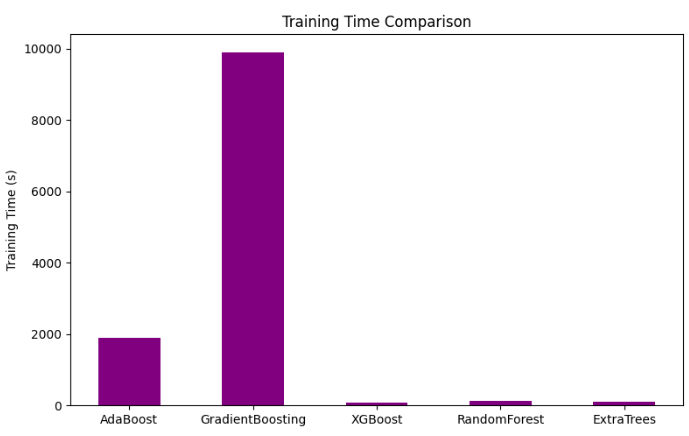 Training Time Comparison
Training Time (s)
10000
8000
6000
4000
2000
0
AdaBoost GradientBoosting XGBoost RandomForest ExtraTrees